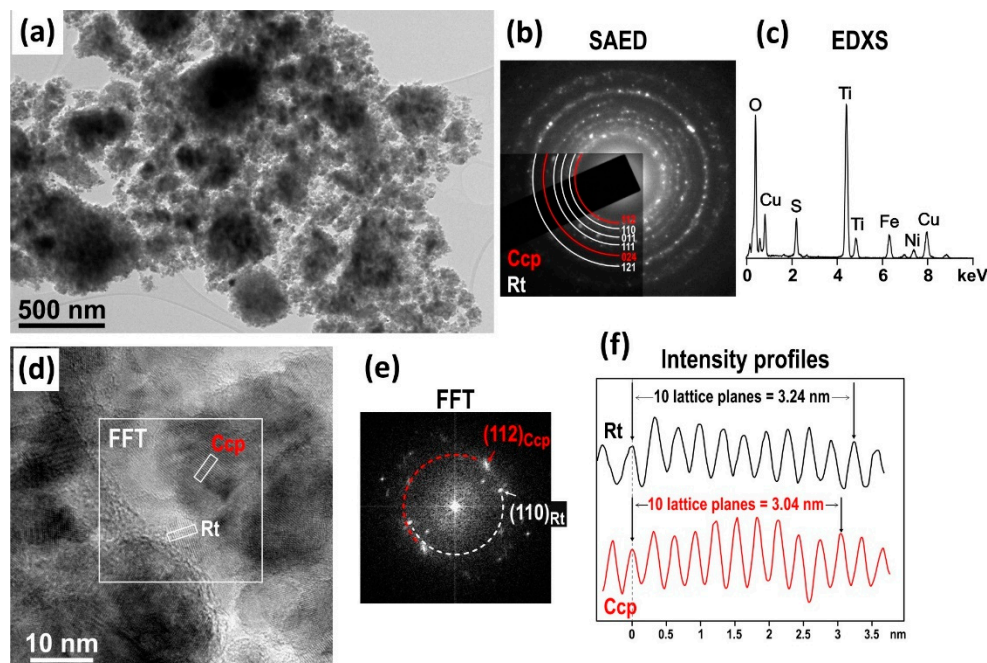 (a)
500 nm
(b)
SAED
110
011
111
024
121
Ccp
Rt
(c)
EDXS
O
Cu
S
Ti
Ti
Fe
Ni
Cu
2
4
6
8
keV
(d)
FFT
Ccp
Rt
10 nm
(e)
FFT
(112)Ccp
(110)Rt
(f)
Intensity profiles
10 lattice planes = 3.24 nm
Rt
10 lattice planes = 3.04 nm
Ccp
0 0.5 1 1.5 2 2.5 3 3.5 nm